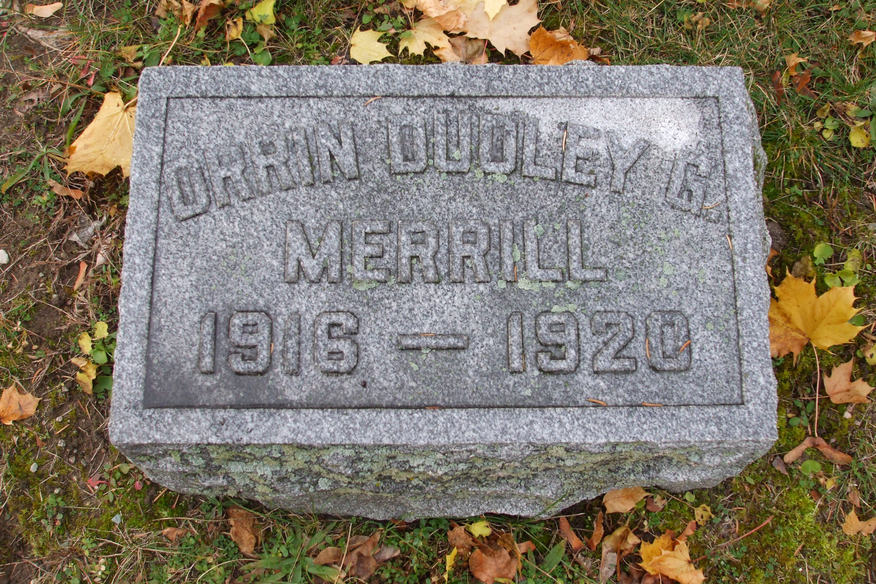 ORRIN DUDLEY G.
MERRILL
1916 — 1920